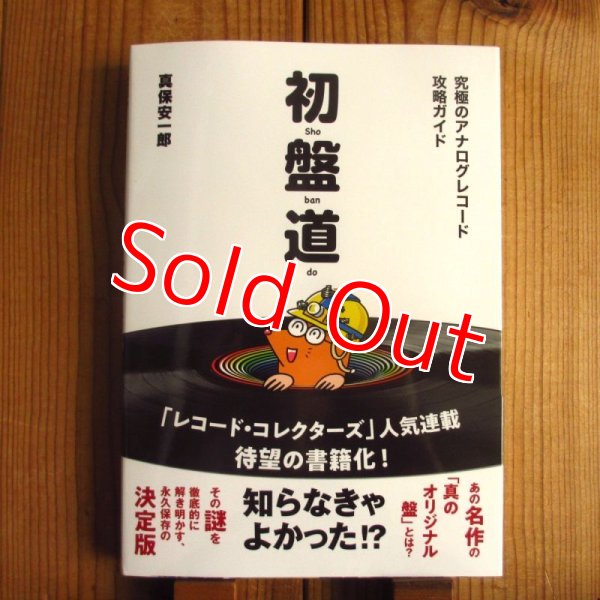 究極のアナログレコード
攻略ガイド
初
Sho
盤
ban
道
do
真保安一郎
Sold Out
「レコード・コレクターズ」人気連載
待望の書籍化!
あの名作の
「真の
オリジナル
盤」とは?
知らなきゃ
よかった!?
その謎を
徹底的に
解き明かす、
永久保存の
決定版